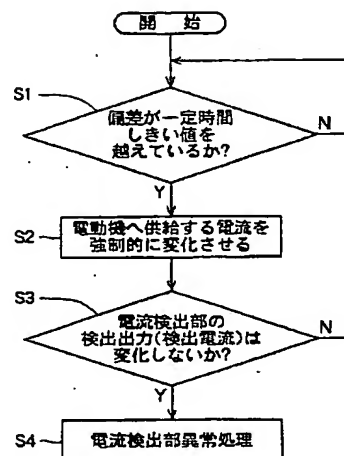 開 始
S1
偏差が一定時間
しきい値を
越えているか?
N
Y
S2
電動機へ供給する電流を
強制的に変化させる
S3
電流検出部の
検出出力(検出電流)は
変化しないか?
N
Y
S4
電流検出部異常処理